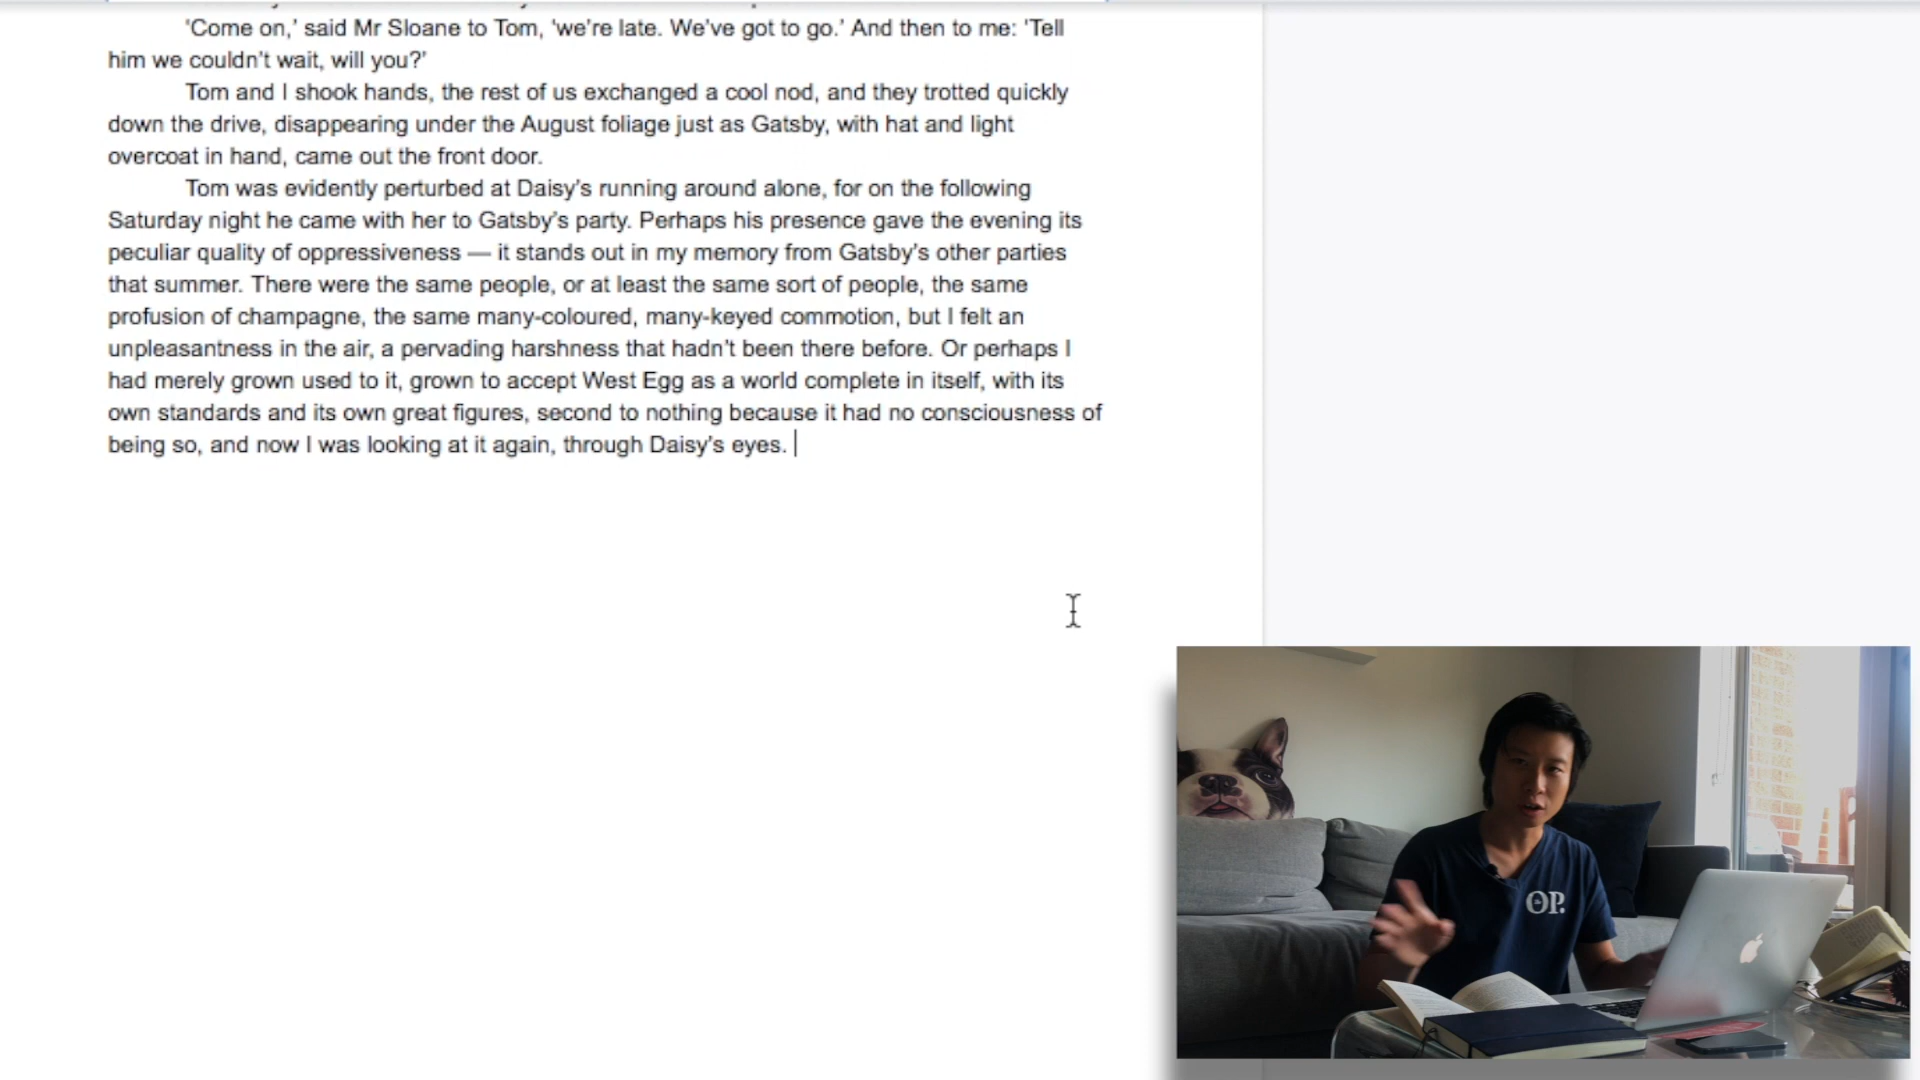 ‘Come on,’ said Mr Sloane to Tom, ‘we’re late. We’ve got to go.’ And then to me: ‘Tell
him we couldn’t wait, will you?’
Tom and I shook hands, the rest of us exchanged a cool nod, and they trotted quickly
down the drive, disappearing under the August foliage just as Gatsby, with hat and light
overcoat in hand, came out the front door.
Tom was evidently perturbed at Daisy’s running around alone, for on the following
Saturday night he came with her to Gatsby’s party. Perhaps his presence gave the evening its
peculiar quality of oppressiveness — it stands out in my memory from Gatsby’s other parties
that summer. There were the same people, or at least the same sort of people, the same
profusion of champagne, the same many-coloured, many-keyed commotion, but I felt an
unpleasantness in the air, a pervading harshness that hadn’t been there before. Or perhaps I
had merely grown used to it, grown to accept West Egg as a world complete in itself, with its
own standards and its own great figures, second to nothing because it had no consciousness of
being so, and now I was looking at it again, through Daisy’s eyes.
OP.